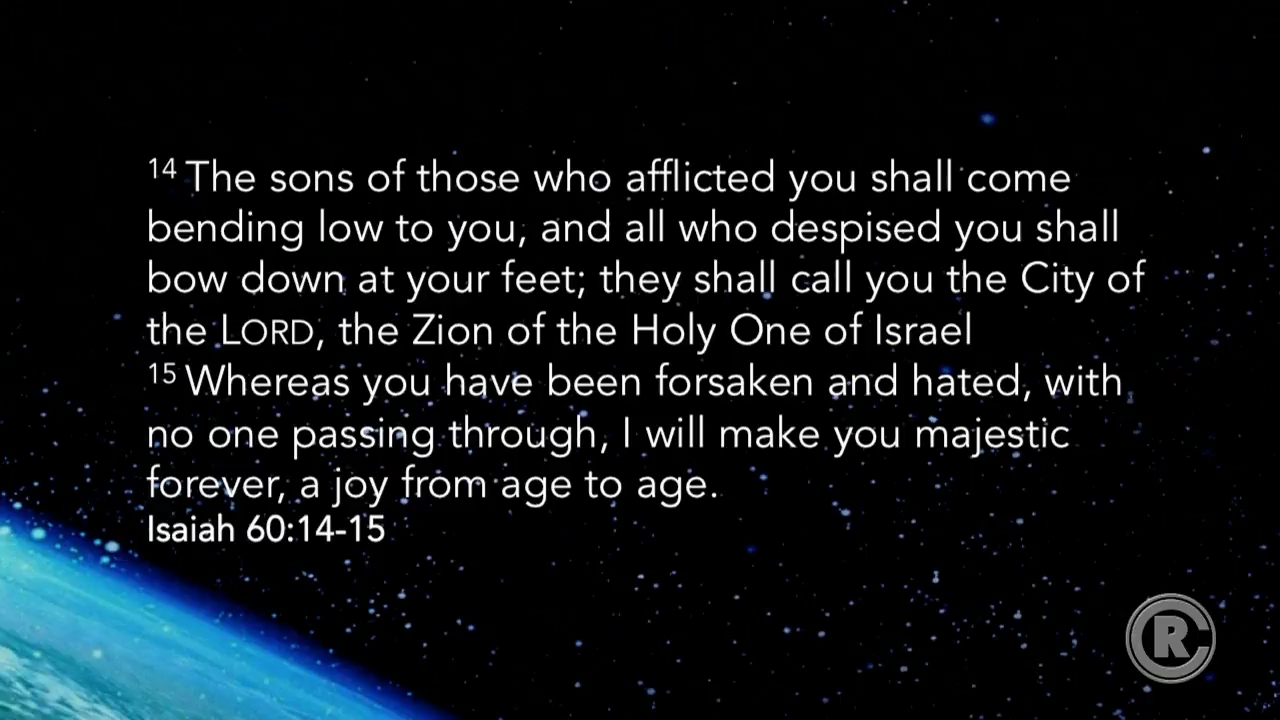 14 The sons of those who afflicted you shall come
bending low to you, and all who despised you shall
bow down at your feet; they shall call you the City of
the LORD, the Zion of the Holy One of Israel
15 Whereas you have been forsaken and hated, with
no one passing through, I will make you majestic
forever, a joy from age to age.
Isaiah 60:14-15
CR